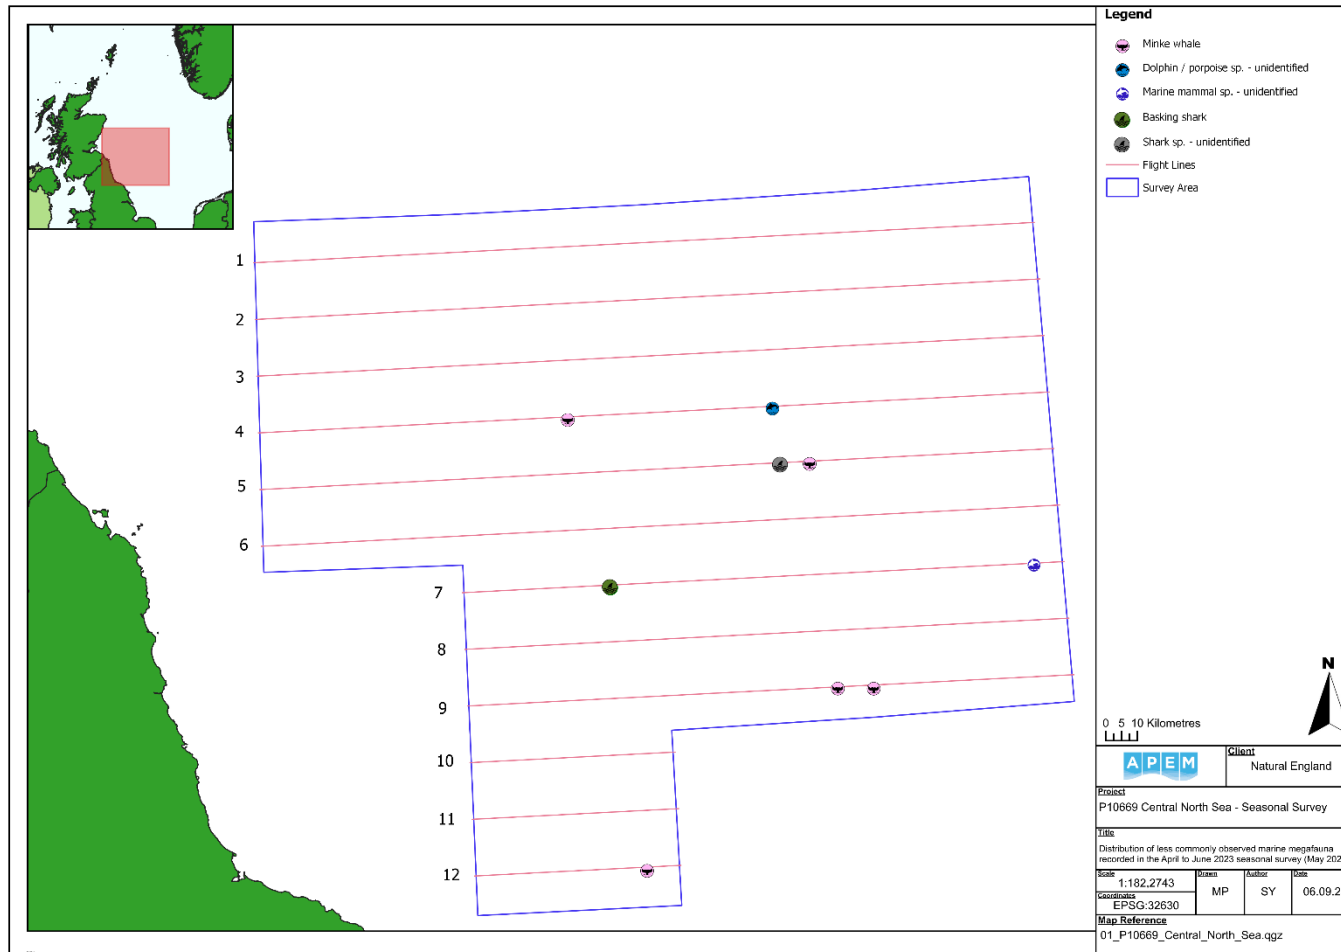 Legend
Minke whale
Dolphin / porpoise sp. - unidentified
Marine mammal sp. - unidentified
Basking shark
Shark sp. - unidentified
Flight Lines
Survey Area
1
2
3
4
5
6
7
8
9
10
11
12
N
0 5 10 Kilometres
APEM
Client
Natural England
Project
P10669 Central North Sea - Seasonal Survey
Title
Distribution of less commonly observed marine megafauna
recorded in the April to June 2023 seasonal survey (May 202
Scale
1:182,2743
Drawn
MP
Author
SY
Date
06.09.2
Coordinates
EPSG:32630
Map Reference
01_P10669_Central_North_Sea.qgz